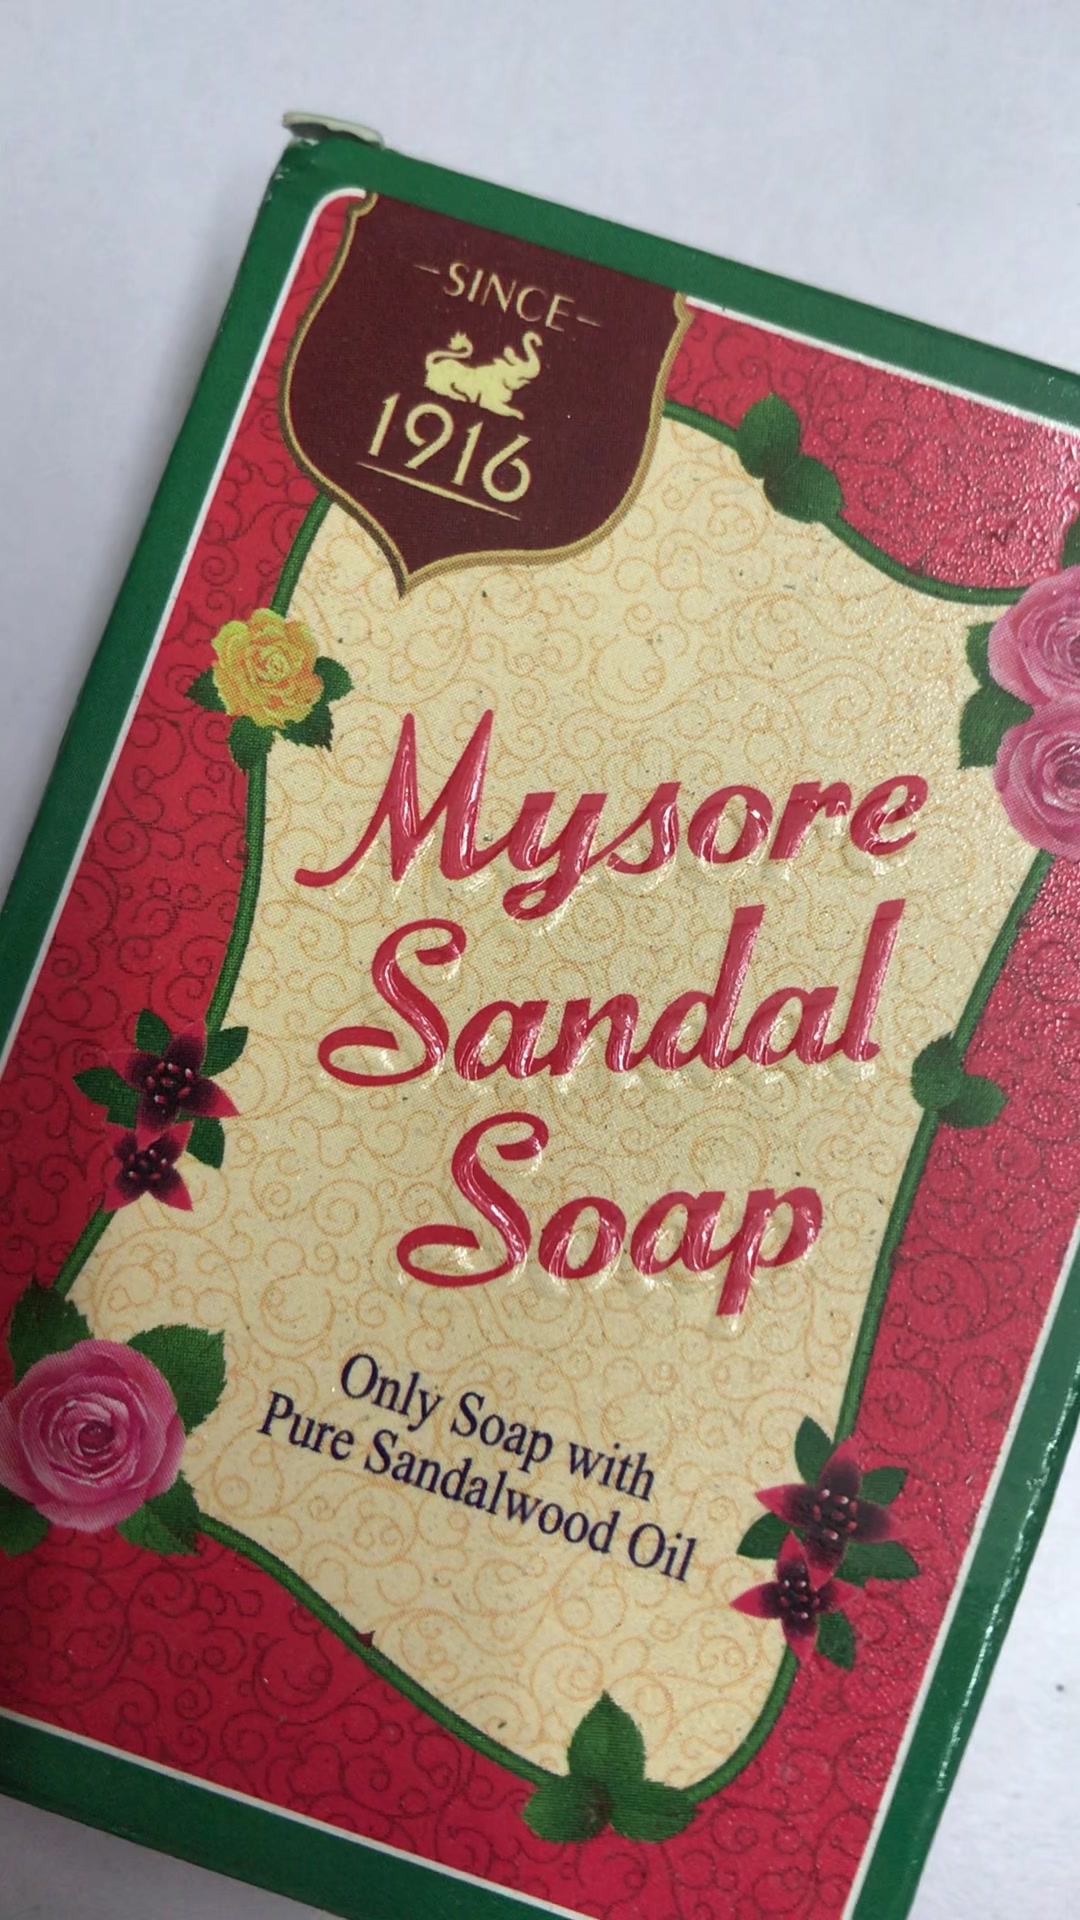 -SINCE-
1916
Mysore
Sandal
Soap
Only Soap with
Pure Sandalwood Oil